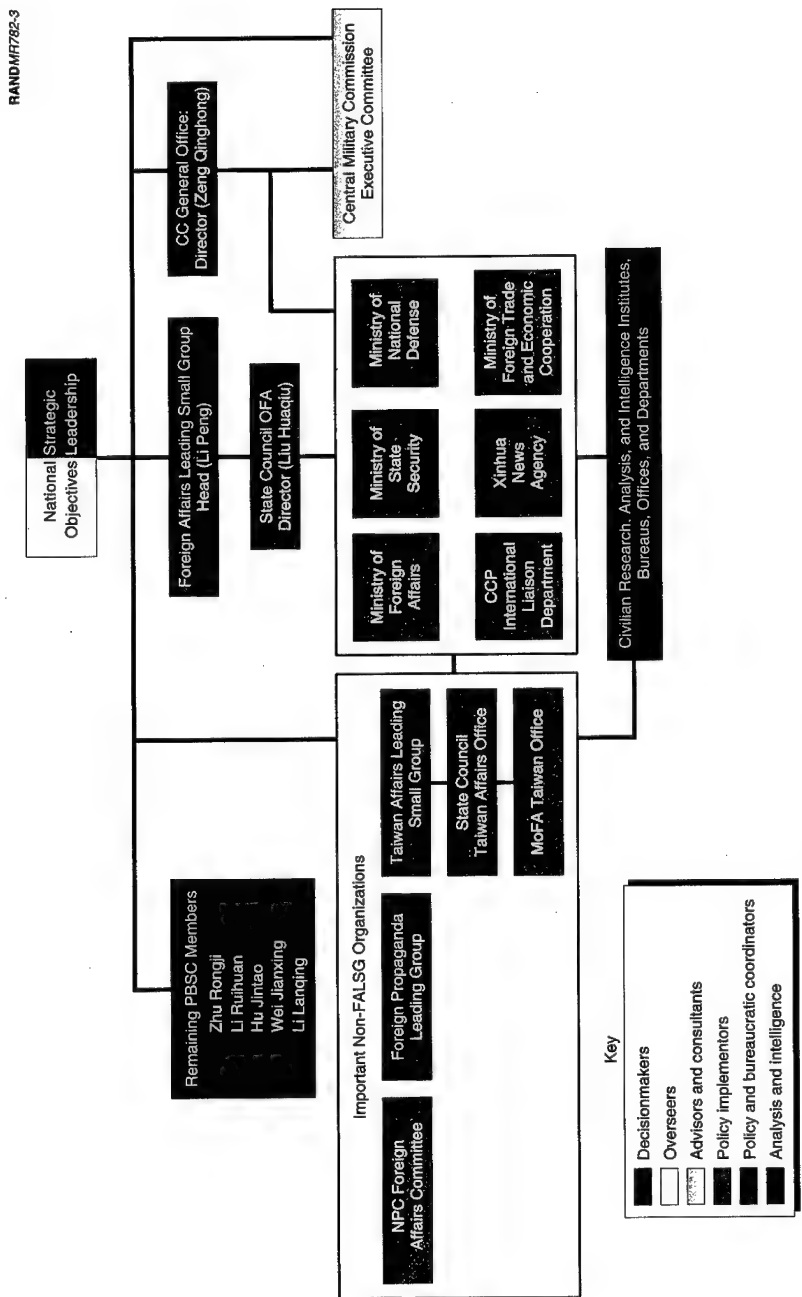 RANDMR782-3
National
Objectives
Strategic
Leadership
Remaining PBSC Members
Zhu Rongji
Li Ruihuan
Hu Jintao
Wei Jianxing
Li Lanqing
Foreign Affairs Leading Small Group
Head (Li Peng)
CC General Office:
Director (Zeng Qinghong)
State Council OFA
Director (Liu Huaqiu)
Central Military Commission
Executive Committee
Important Non-FALSG Organizations
NPC Foreign
Affairs Committee
Foreign Propaganda
Leading Group
Taiwan Affairs Leading
Small Group
State Council
Taiwan Affairs Office
MoFA Taiwan Office
Ministry of
Foreign
Affairs
Ministry of
State
Security
Ministry of
National
Defense
CCP
International
Liaison
Department
Xinhua
News
Agency
Ministry of
Foreign Trade
and Economic
Cooperation
Civilian Research. Analysis, and Intelligence Institutes,
Bureaus, Offices, and Departments
Key
Decisionmakers
Overseers
Advisors and consultants
Policy implementors
Policy and bureaucratic coordinators
Analysis and intelligence